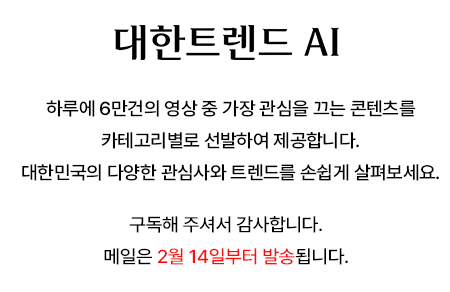 대한트렌드 AI
하루에 6만건의 영상 중 가장 관심을 끄는 콘텐츠를
카테고리별로 선발하여 제공합니다.
대한민국의 다양한 관심사와 트렌드를 손쉽게 살펴보세요.
구독해 주셔서 감사합니다.
메일은 2월 14일부터 발송됩니다.